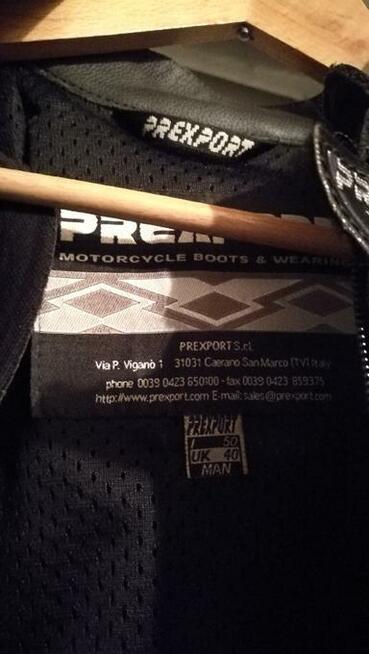 PREXPORT
PREXPORT
MOTORCYCLE BOOTS & WEARING
PREXPORT S.r.l.
Via P. Viganò 1 31031 Caerano San Marco (TV) Italy
phone 0039 0423 650100 - fax 0039 0423 859375
http://www.prexport.com E-mail: sales@prexport.com
PREXPORT
I 50
UK 40
MAN